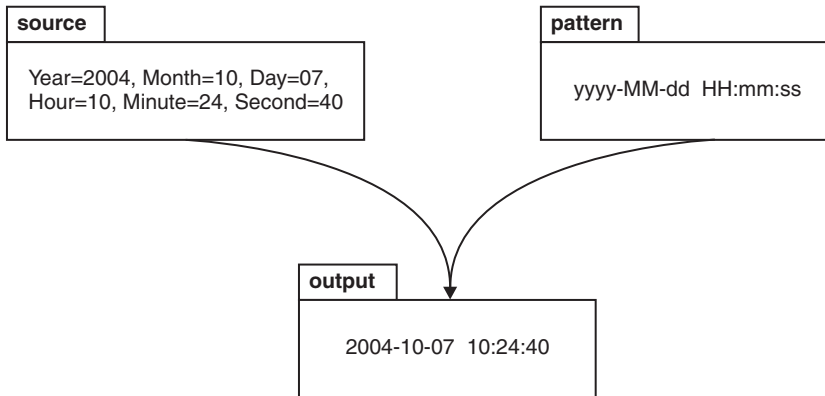 source
Year=2004, Month=10, Day=07,
Hour=10, Minute=24, Second=40
pattern
yyyy-MM-dd HH:mm:ss
output
2004-10-07 10:24:40